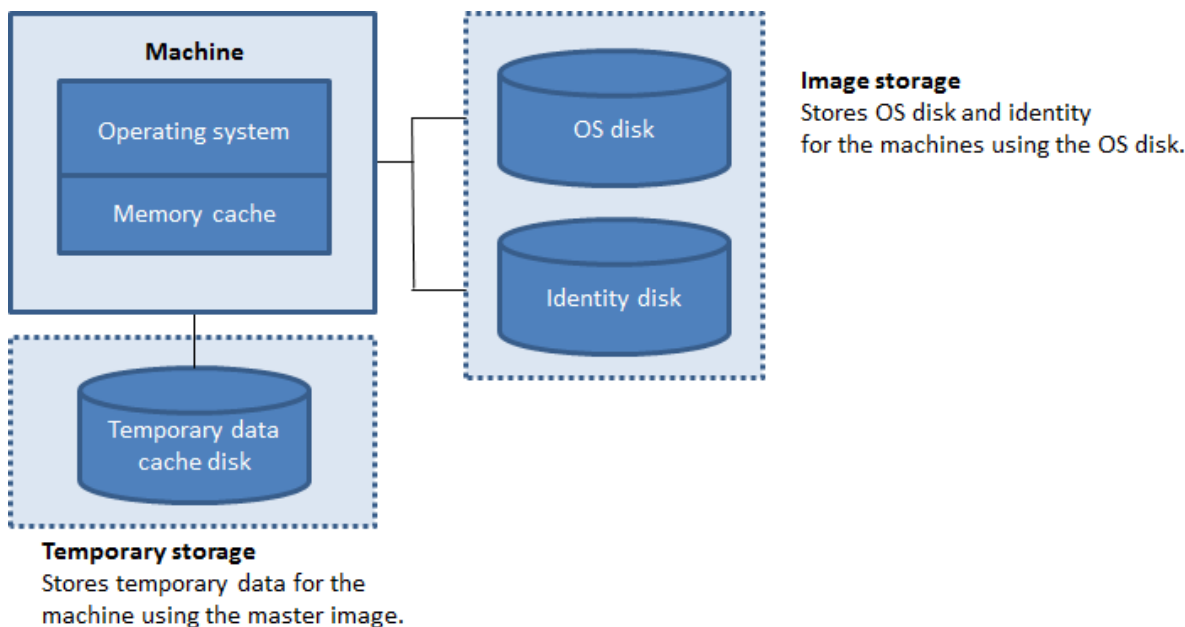 Machine
Operating system
Memory cache
OS disk
Identity disk
Image storage
Stores OS disk and identity
for the machines using the OS disk.
Temporary data
cache disk
Temporary storage
Stores temporary data for the
machine using the master image.